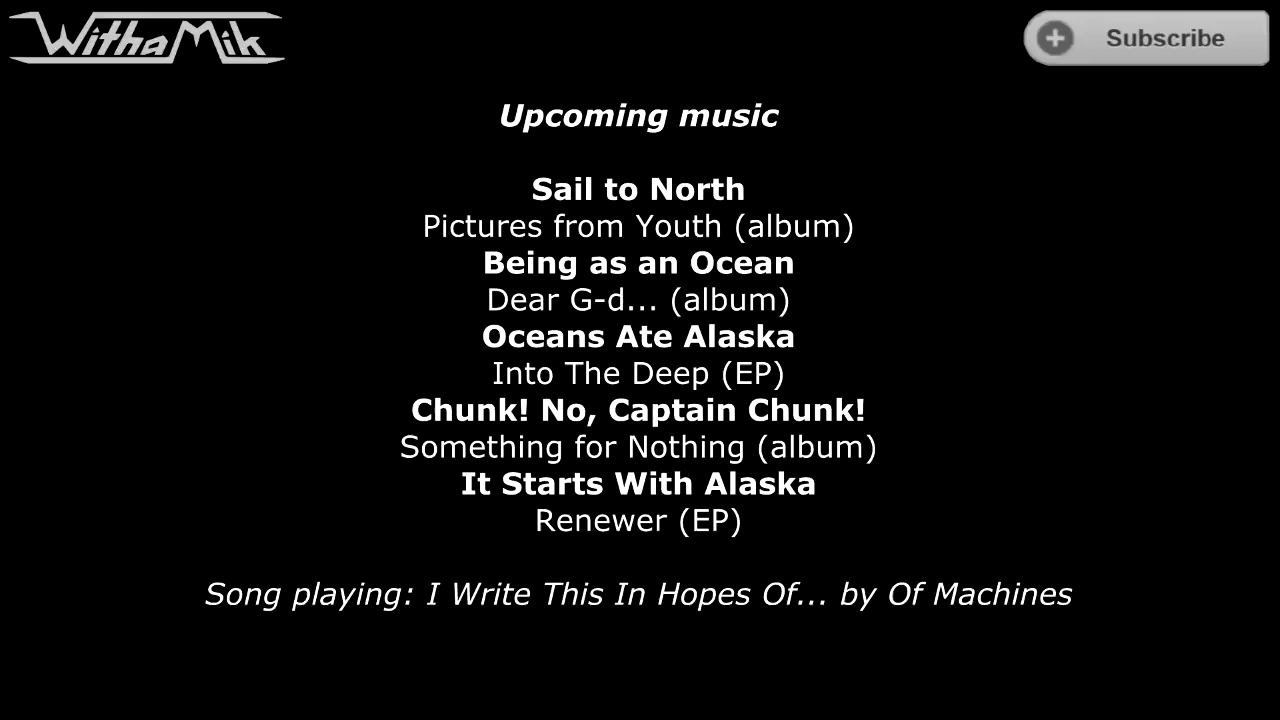 WithaMik
Subscribe
Upcoming music
Sail to North
Pictures from Youth (album)
Being as an Ocean
Dear G-d... (album)
Oceans Ate Alaska
Into The Deep (EP)
Chunk! No, Captain Chunk!
Something for Nothing (album)
It Starts With Alaska
Renewer (EP)
Song playing: I Write This In Hopes Of... by Of Machines